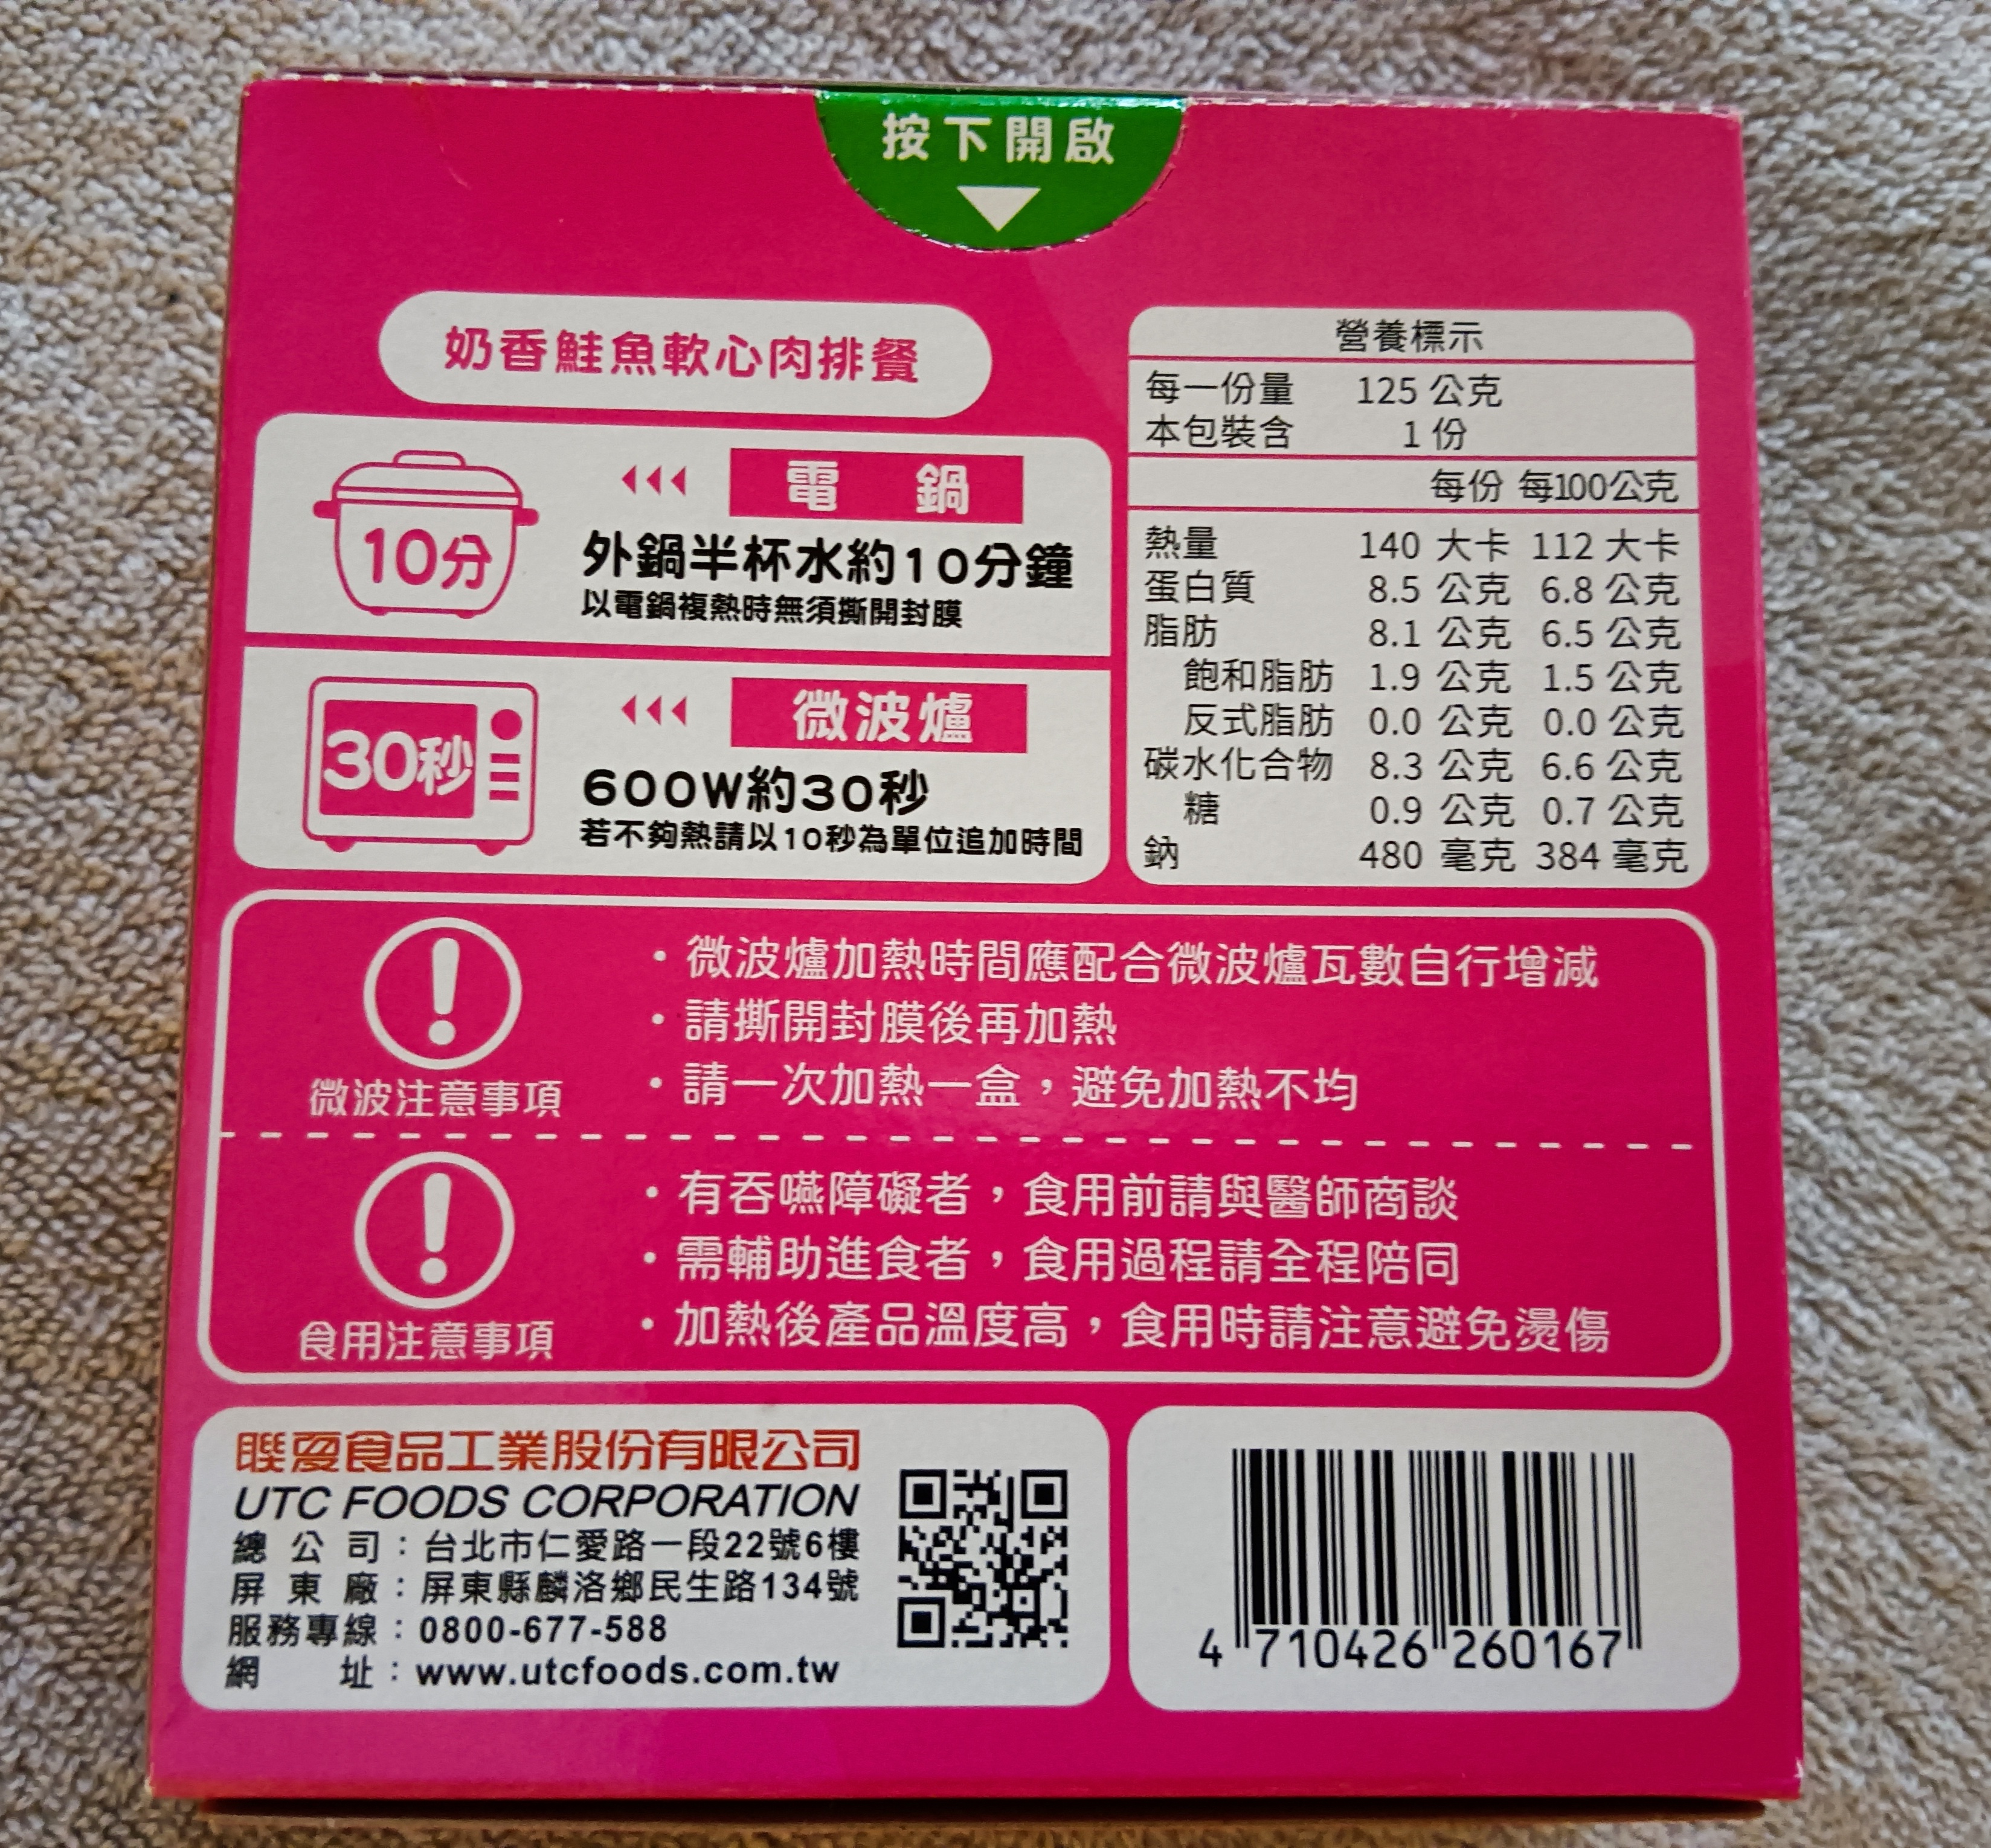 按下開啟
奶香鮭魚軟心肉排餐
10分
電鍋
外鍋半杯水約10分鐘
以電鍋複熱時無須撕開封膜
30秒
微波爐
600W約30秒
若不夠熱請以10秒為單位追加時間
營養標示
每一份量 125 公克
本包裝含 1 份
每份 每100公克
熱量 140 大卡 112 大卡
蛋白質 8.5 公克 6.8 公克
脂肪 8.1 公克 6.5 公克
飽和脂肪 1.9 公克 1.5 公克
反式脂肪 0.0 公克 0.0 公克
碳水化合物 8.3 公克 6.6 公克
糖 0.9 公克 0.7 公克
鈉 480 毫克 384 毫克
微波注意事項
・微波爐加熱時間應配合微波爐瓦數自行增減
・請撕開封膜後再加熱
・請一次加熱一盒，避免加熱不均
食用注意事項
・有吞嚥障礙者，食用前請與醫師商談
・需輔助進食者，食用過程請全程陪同
・加熱後產品溫度高，食用時請注意避免燙傷
聯夏食品工業股份有限公司
UTC FOODS CORPORATION
總公司：台北市仁愛路一段22號6樓
屏東廠：屏東縣麟洛鄉民生路134號
服務專線：0800-677-588
網址：www.utcfoods.com.tw
4 710426 260167